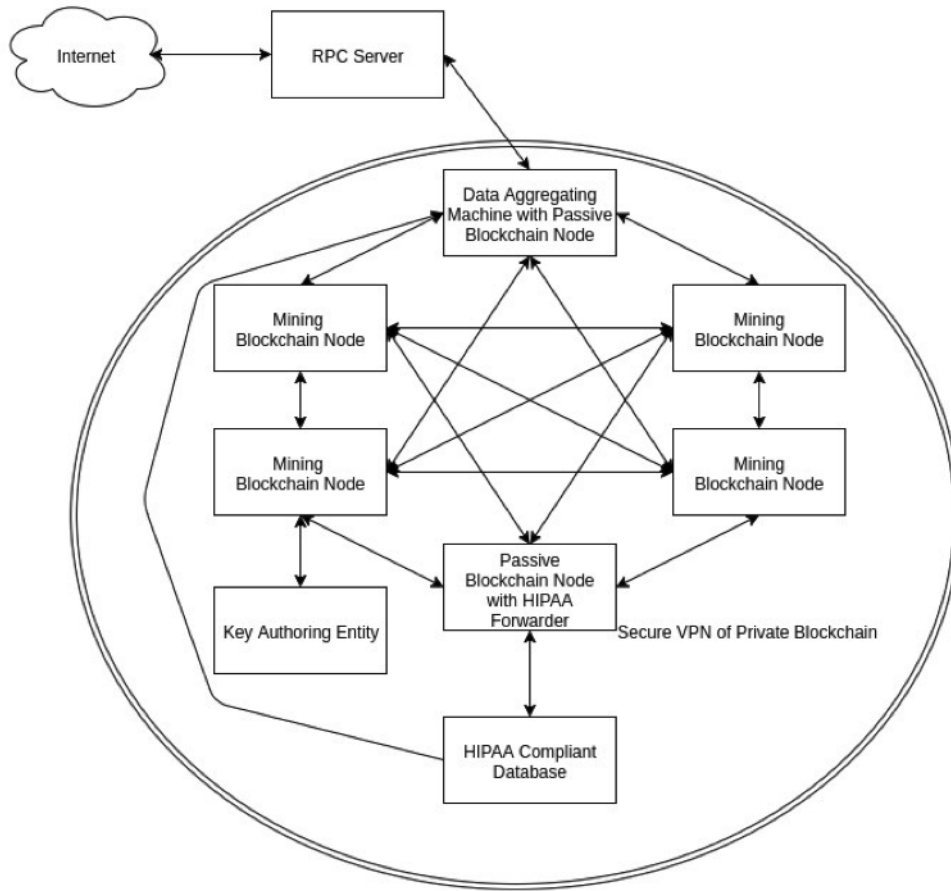 Internet
RPC Server
Data Aggregating
Machine with Passive
Blockchain Node
Mining
Blockchain Node
Mining
Blockchain Node
Mining
Blockchain Node
Mining
Blockchain Node
Passive
Blockchain Node
with HIPAA
Forwarder
Key Authoring Entity
Secure VPN of Private Blockchain
HIPAA Compliant
Database